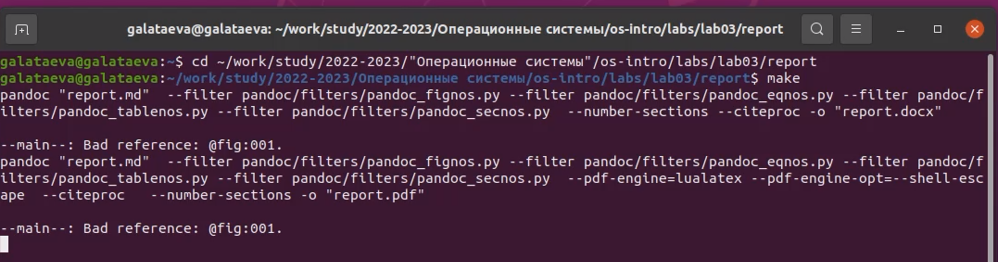 galataeva@galataeva: ~/work/study/2022-2023/Операционные системы/os-intro/labs/lab03/report
galataeva@galataeva:~$ cd ~/work/study/2022-2023/"Операционные системы"/os-intro/labs/lab03/report
galataeva@galataeva:~/work/study/2022-2023/Операционные системы/os-intro/labs/lab03/report$ make
pandoc "report.md"  --filter pandoc/filters/pandoc_fignos.py --filter pandoc/filters/pandoc_eqnos.py --filter pandoc/f
ilters/pandoc_tablenos.py --filter pandoc/filters/pandoc_secnos.py  --number-sections --citeproc -o "report.docx"
--main--: Bad reference: @fig:001.
pandoc "report.md"  --filter pandoc/filters/pandoc_fignos.py --filter pandoc/filters/pandoc_eqnos.py --filter pandoc/f
ilters/pandoc_tablenos.py --filter pandoc/filters/pandoc_secnos.py  --pdf-engine=lualatex --pdf-engine-opt=--shell-esc
ape  --citeproc   --number-sections -o "report.pdf"
--main--: Bad reference: @fig:001.